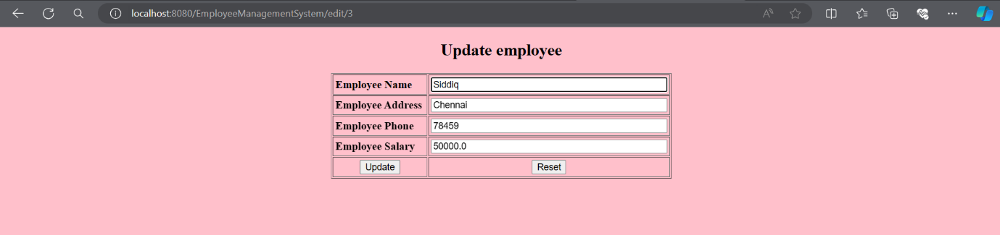 localhost:8080/EmployeeManagementSystem/edit/3
Update employee
Employee Name Siddiq
Employee Address Chennai
Employee Phone 78459
Employee Salary 50000.0
Update Reset